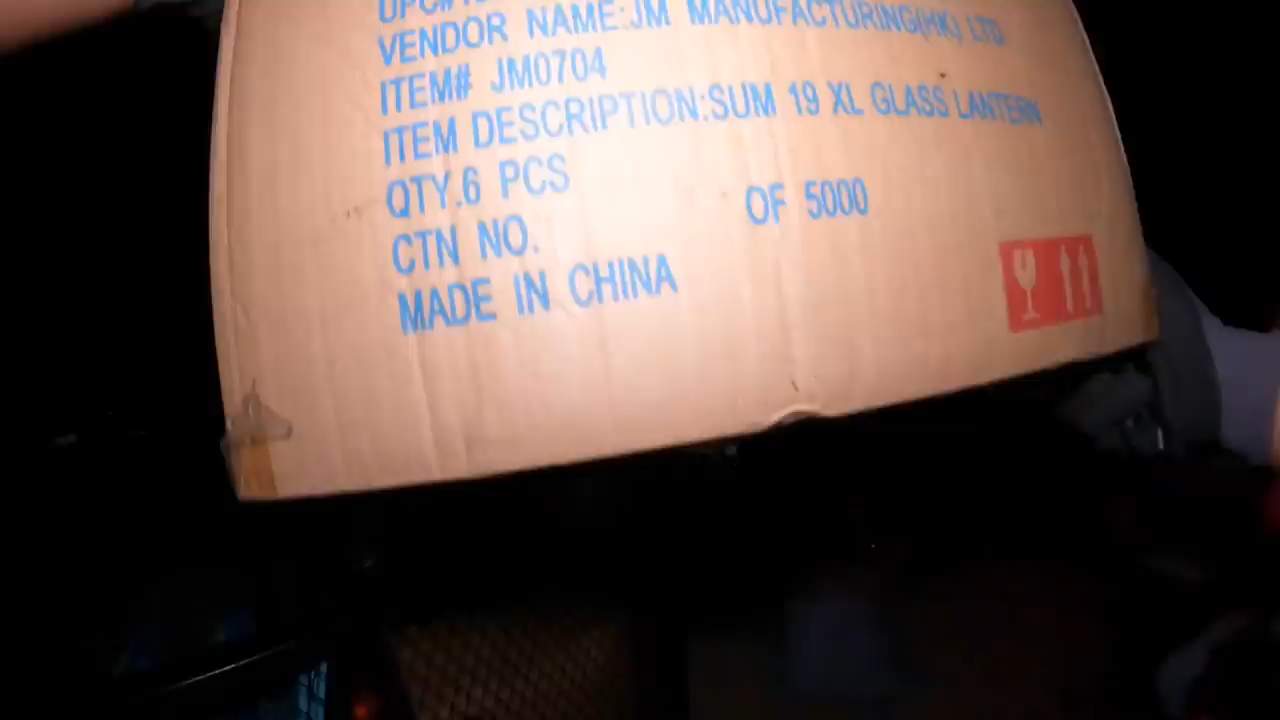 VENDOR NAME:JM MANUFACTURING(HK) LTD
ITEM# JM0704
ITEM DESCRIPTION:SUM 19 XL GLASS LANTERN
QTY.6 PCS
CTN NO. OF 5000
MADE IN CHINA